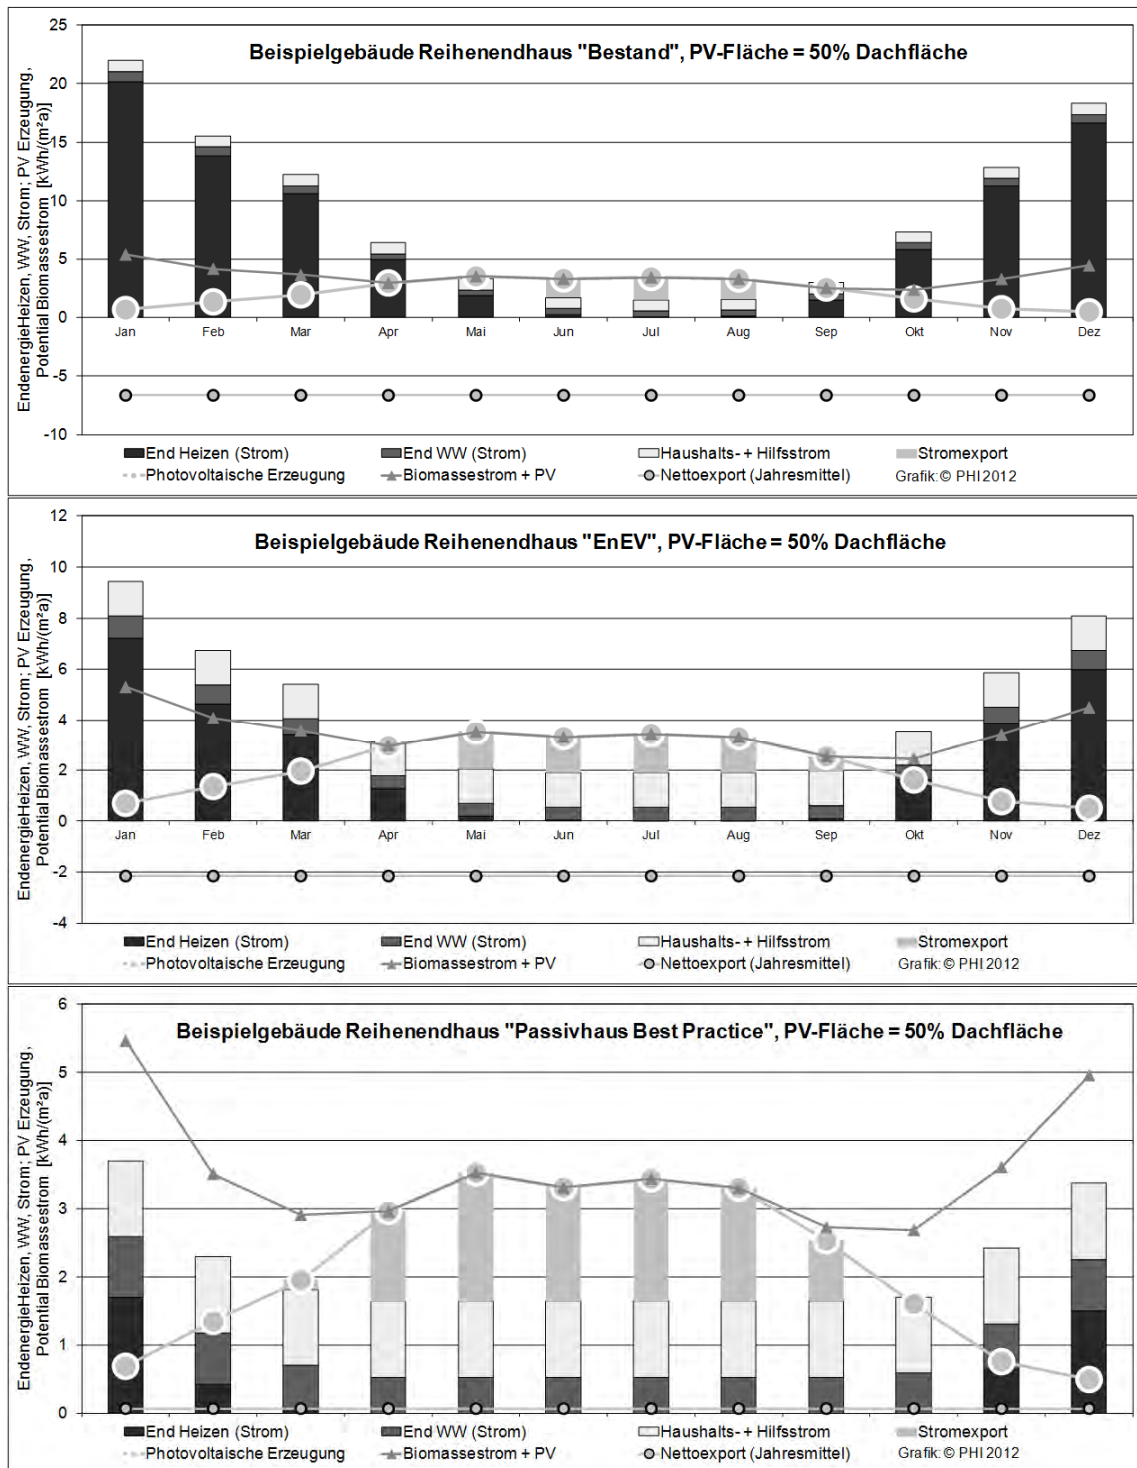 Beispielgebäude Reihenendhaus "Bestand", PV-Fläche = 50% Dachfläche
EndenergieHeizen, WW, Strom; PV Erzeugung,
Potential Biomassestrom [kWh/(m²a)]
25
20
15
10
5
0
-5
-10
Jan Feb Mar Apr Mai Jun Jul Aug Sep Okt Nov Dez
End Heizen (Strom) End WW (Strom) Haushalts- + Hilfsstrom Stromexport
Photovoltaische Erzeugung Biomassestrom + PV Nettoexport (Jahresmittel) Grafik: © PHI 2012
Beispielgebäude Reihenendhaus "EnEV", PV-Fläche = 50% Dachfläche
EndenergieHeizen, WW, Strom; PV Erzeugung,
Potential Biomassestrom [kWh/(m²a)]
12
10
8
6
4
2
0
-2
-4
Jan Feb Mar Apr Mai Jun Jul Aug Sep Okt Nov Dez
End Heizen (Strom) End WW (Strom) Haushalts- + Hilfsstrom Stromexport
Photovoltaische Erzeugung Biomassestrom + PV Nettoexport (Jahresmittel) Grafik: © PHI 2012
Beispielgebäude Reihenendhaus "Passivhaus Best Practice", PV-Fläche = 50% Dachfläche
EndenergieHeizen, WW, Strom; PV Erzeugung,
Potential Biomassestrom [kWh/(m²a)]
6
5
4
3
2
1
0
End Heizen (Strom) End WW (Strom) Haushalts- + Hilfsstrom Stromexport
Photovoltaische Erzeugung Biomassestrom + PV Nettoexport (Jahresmittel) Grafik: © PHI 2012